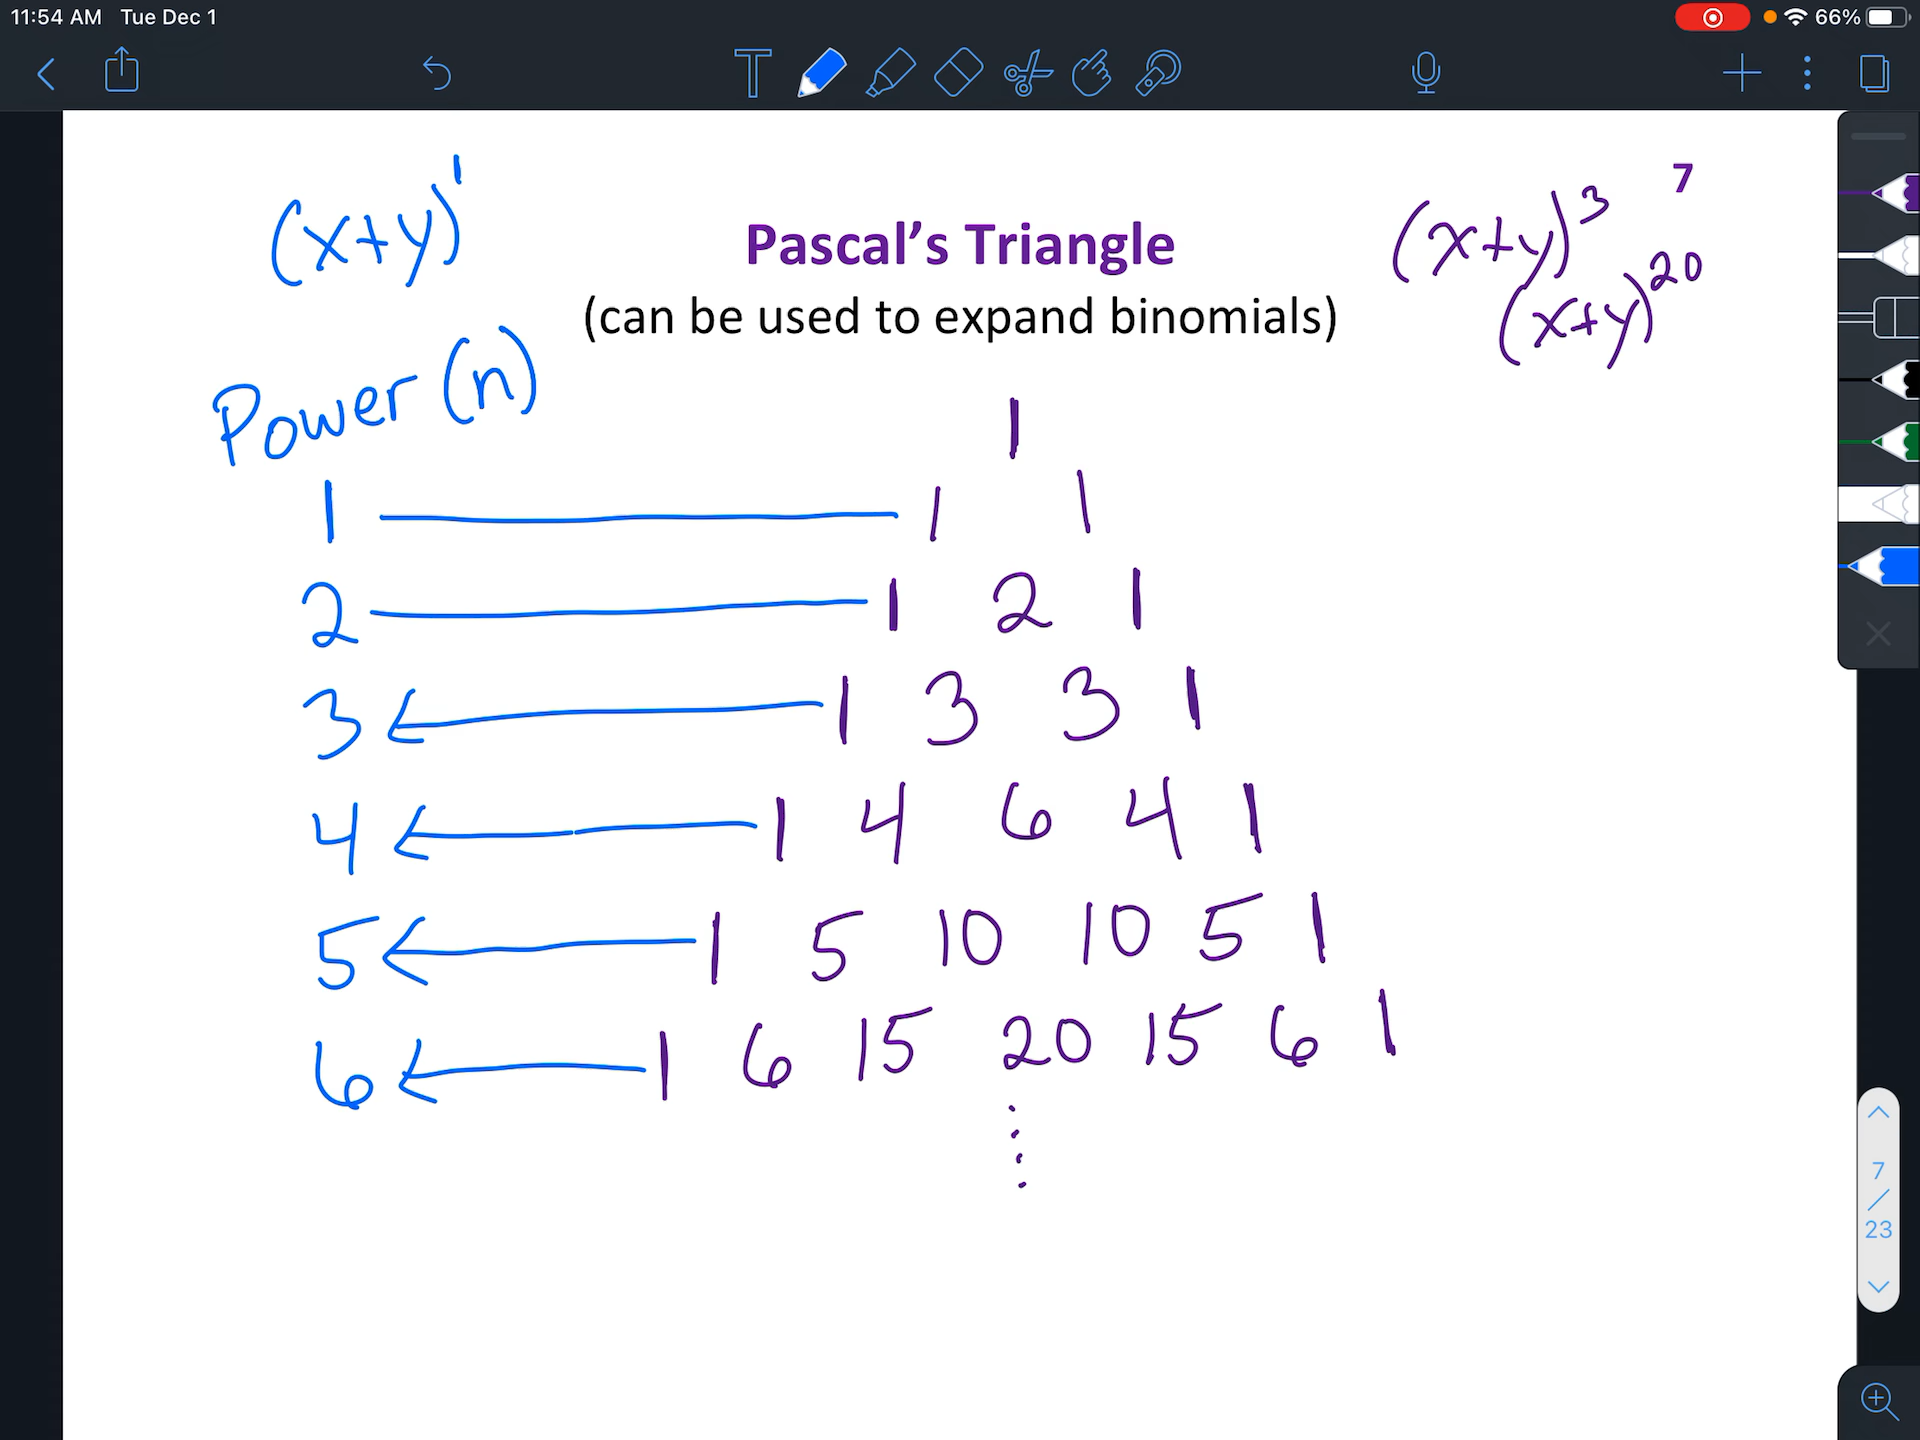 11:54 AM Tue Dec 1
66%
T
(x+y)^1
7
Pascal’s Triangle
(x+y)^3
(can be used to expand binomials)
(x+y)^20
Power (n)
1
1 1 1
2 1 2 1
3 1 3 3 1
4 1 4 6 4 1
5 1 5 10 10 5 1
6 1 6 15 20 15 6 1
7
/
23